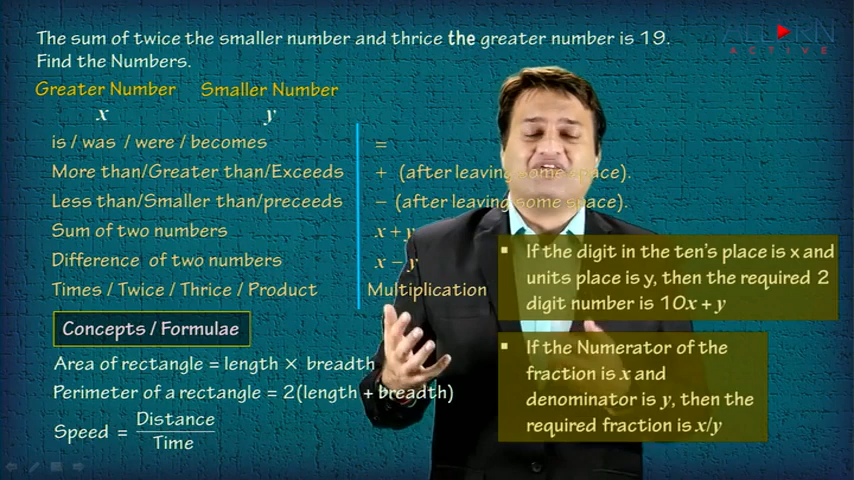 The sum of twice the smaller number and thrice the greater number is 19.
Find the Numbers.
Greater Number Smaller Number
x y
is / was / were / becomes =
More than/Greater than/Exceeds + (after leaving some space).
Less than/Smaller than/preceeds − (after leaving some space).
Sum of two numbers x + y
Difference of two numbers x − y
Times / Twice / Thrice / Product Multiplication
Concepts / Formulae
Area of rectangle = length × breadth
Perimeter of a rectangle = 2(length + breadth)
Speed = Distance
Time
▪ If the digit in the ten's place is x and
units place is y, then the required 2
digit number is 10x + y
▪ If the Numerator of the
fraction is x and
denominator is y, then the
required fraction is x/y
ACTIVE